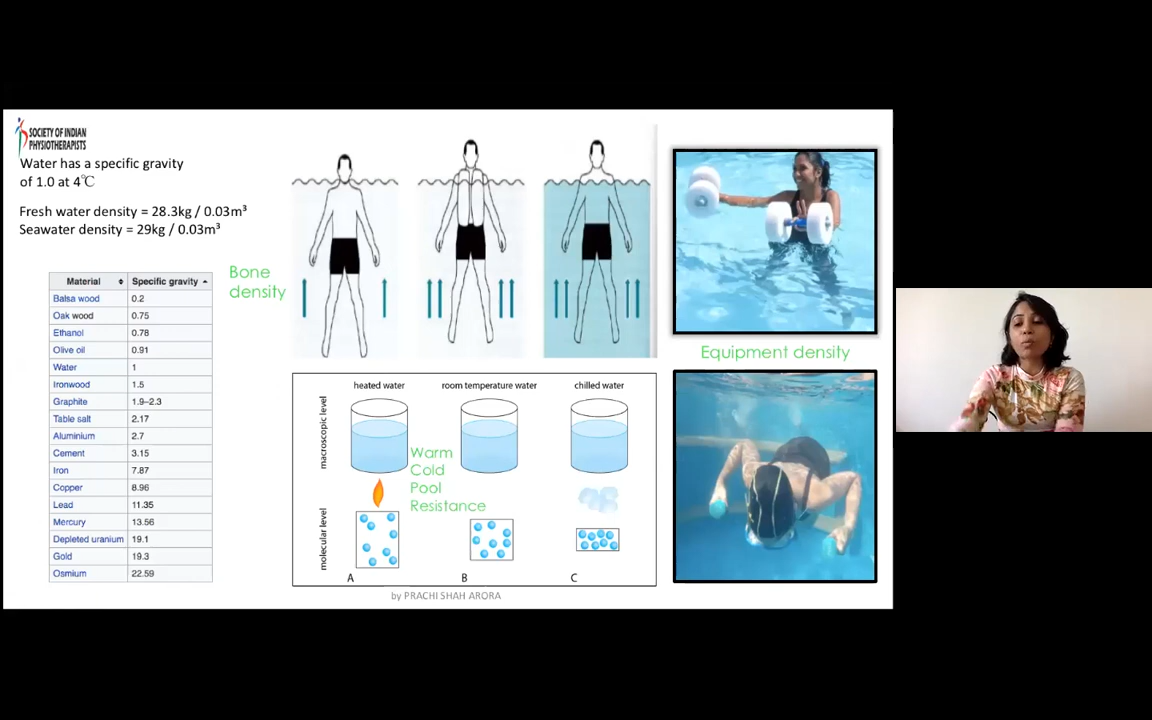 SOCIETY OF INDIAN
PHYSIOTHERAPISTS
Water has a specific gravity
of 1.0 at 4℃
Fresh water density = 28.3kg / 0.03m³
Seawater density = 29kg / 0.03m³
Material Specific gravity
Balsa wood 0.2
Oak wood 0.75
Ethanol 0.78
Olive oil 0.91
Water 1
Ironwood 1.5
Graphite 1.9–2.3
Table salt 2.17
Aluminium 2.7
Cement 3.15
Iron 7.87
Copper 8.96
Lead 11.35
Mercury 13.56
Depleted uranium 19.1
Gold 19.3
Osmium 22.59
Bone
density
heated water room temperature water chilled water
macroscopic level
Warm
Cold
Pool
Resistance
molecular level
A B C
by PRACHI SHAH ARORA
Equipment density